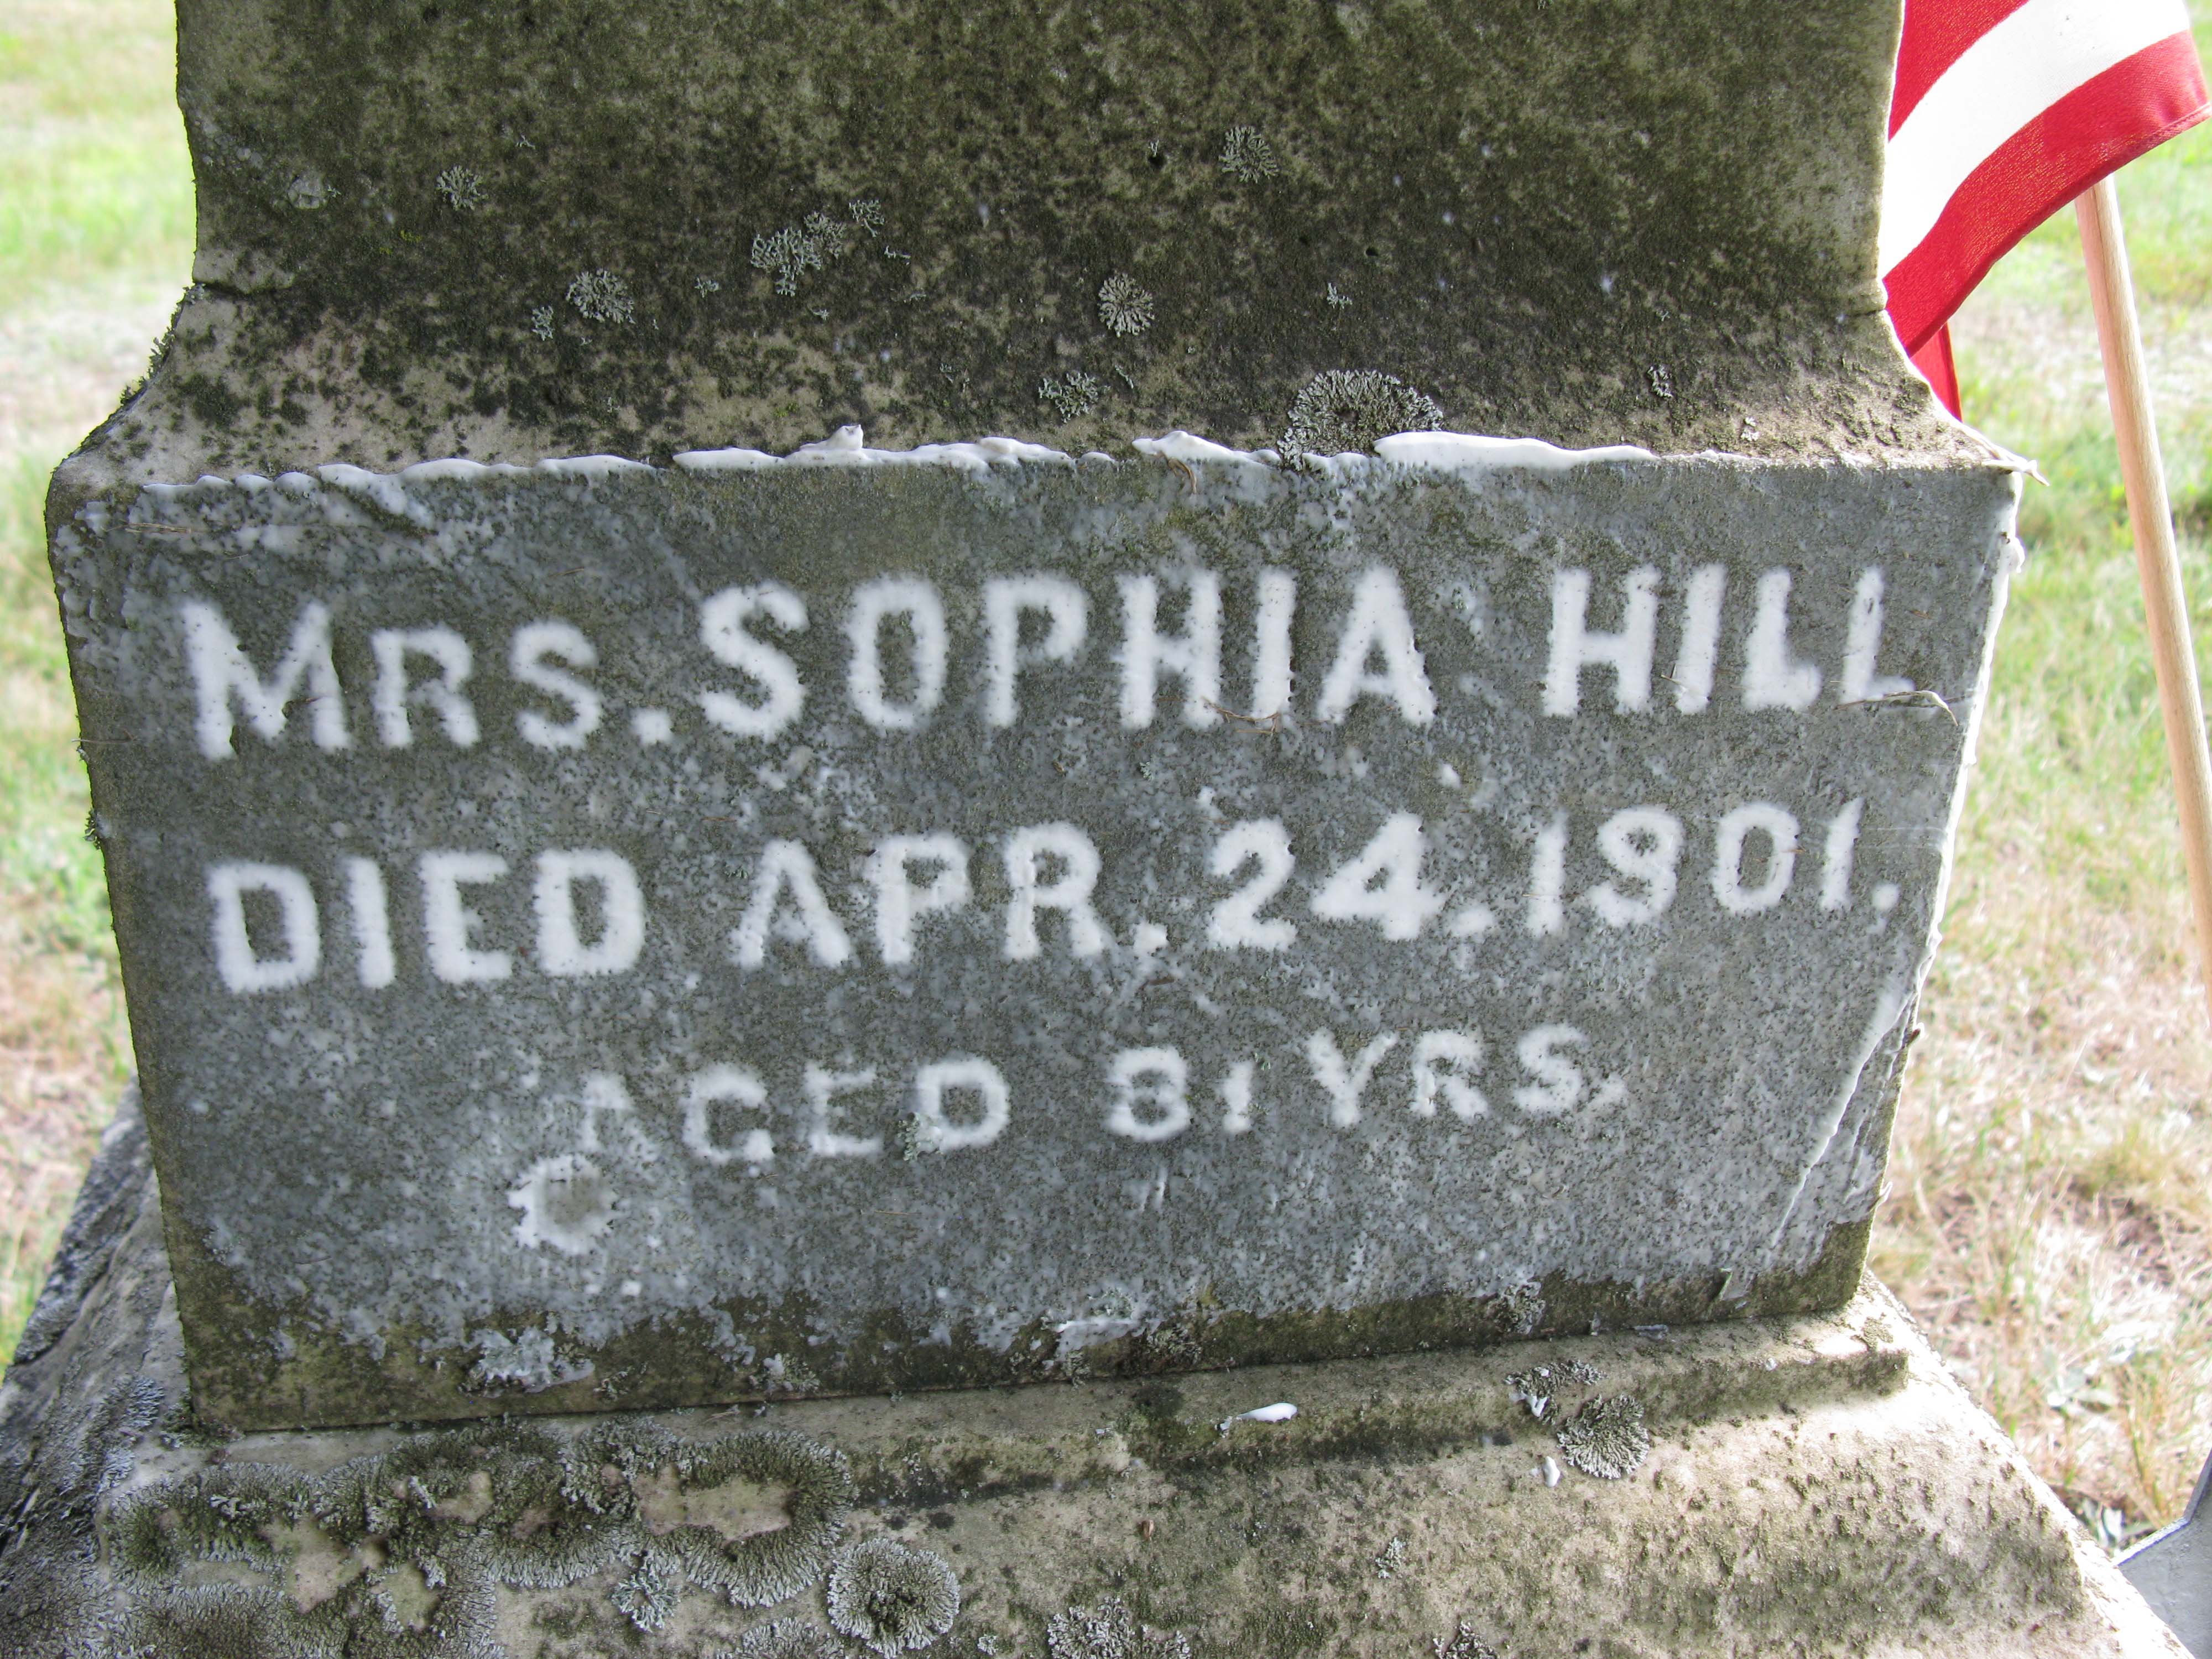 MRS. SOPHIA HILL
DIED APR. 24. 1901.
AGED 81 YRS.